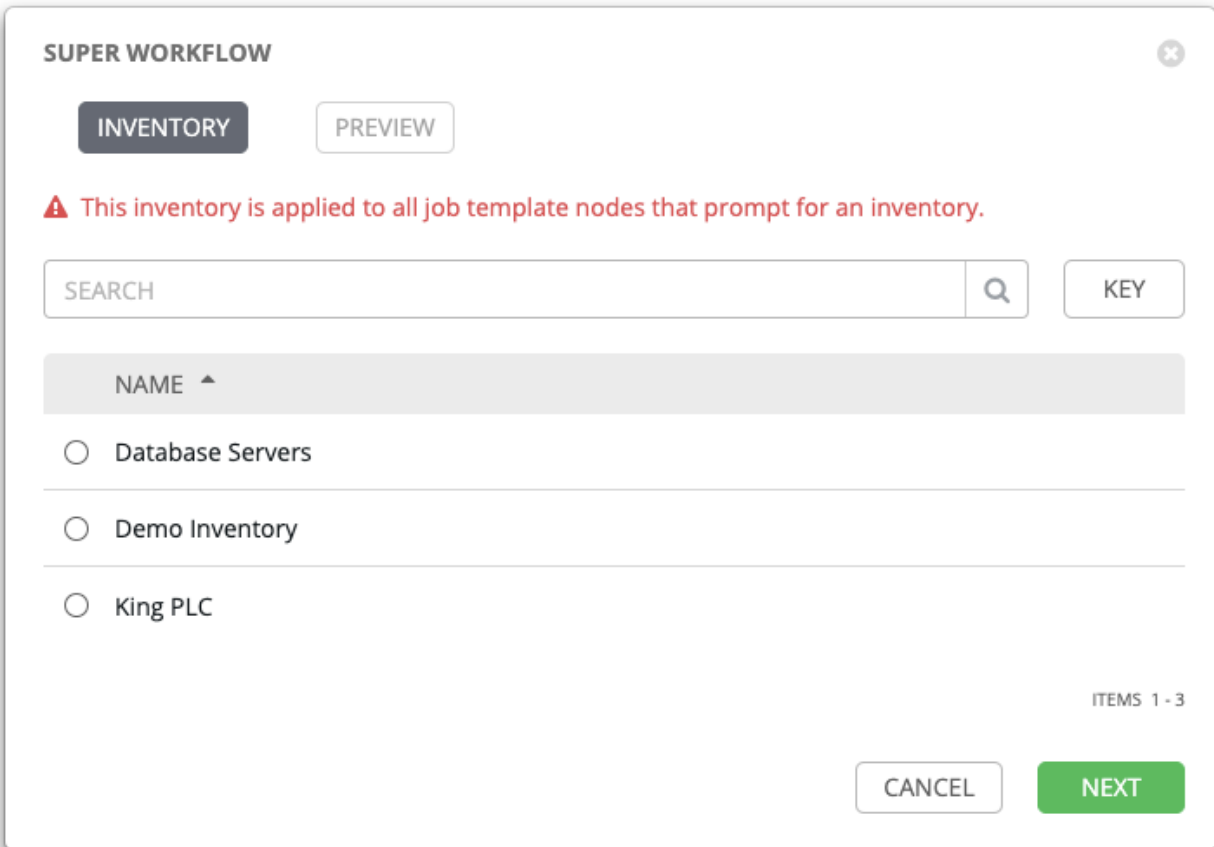 SUPER WORKFLOW
INVENTORY PREVIEW
This inventory is applied to all job template nodes that prompt for an inventory.
SEARCH KEY
NAME
Database Servers
Demo Inventory
King PLC
ITEMS 1 - 3
CANCEL NEXT